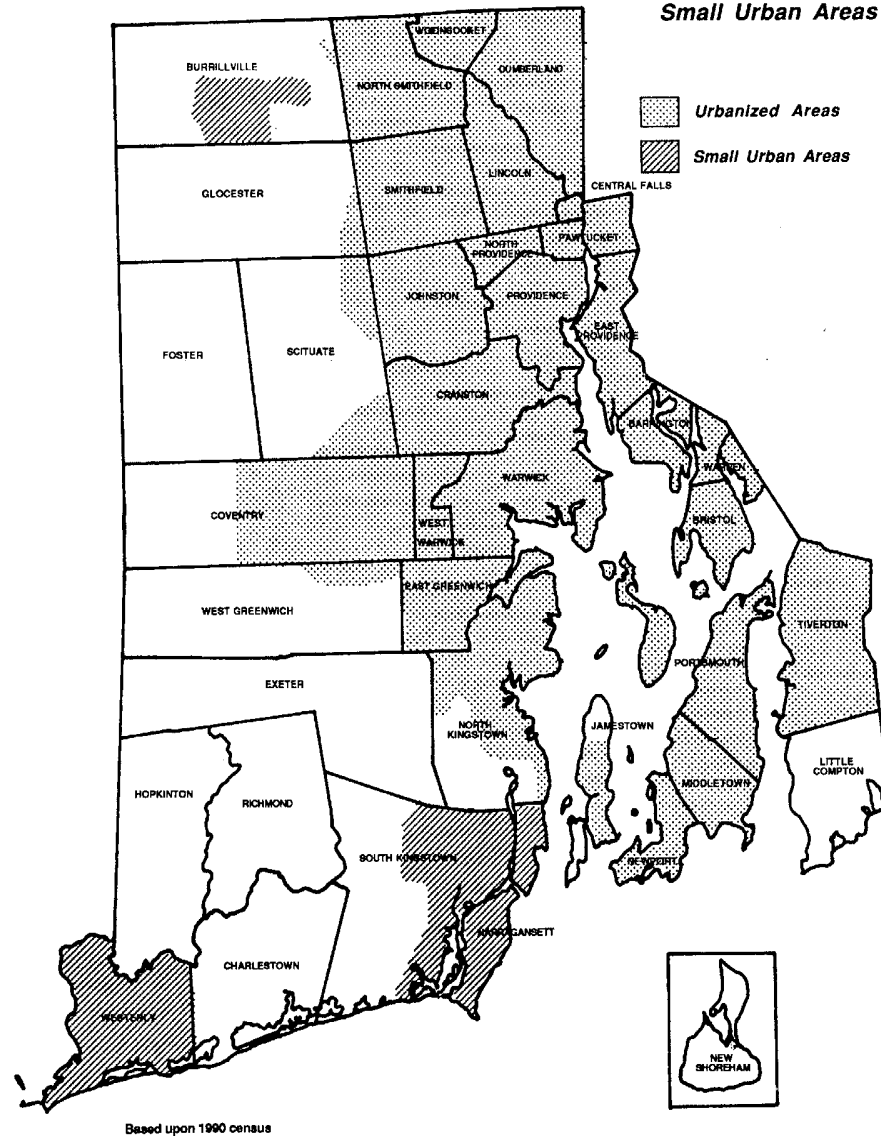 Small Urban Areas
Urbanized Areas
Small Urban Areas
WOONSOCKET
BURRILLVILLE
CUMBERLAND
NORTH SMITHFIELD
GLOCESTER
SMITHFIELD
LINCOLN
CENTRAL FALLS
PAWTUCKET
NORTH
PROVIDENCE
JOHNSTON
PROVIDENCE
EAST
PROVIDENCE
FOSTER
SCITUATE
CRANSTON
BARRINGTON
WARREN
WARWICK
COVENTRY
WEST
WARWICK
BRISTOL
EAST GREENWICH
WEST GREENWICH
TIVERTON
PORTSMOUTH
EXETER
NORTH
KINGSTOWN
JAMESTOWN
LITTLE
COMPTON
MIDDLETOWN
HOPKINTON
RICHMOND
SOUTH KINGSTOWN
NEWPORT
NARRAGANSETT
CHARLESTOWN
WESTERLY
NEW
SHOREHAM
Based upon 1990 census